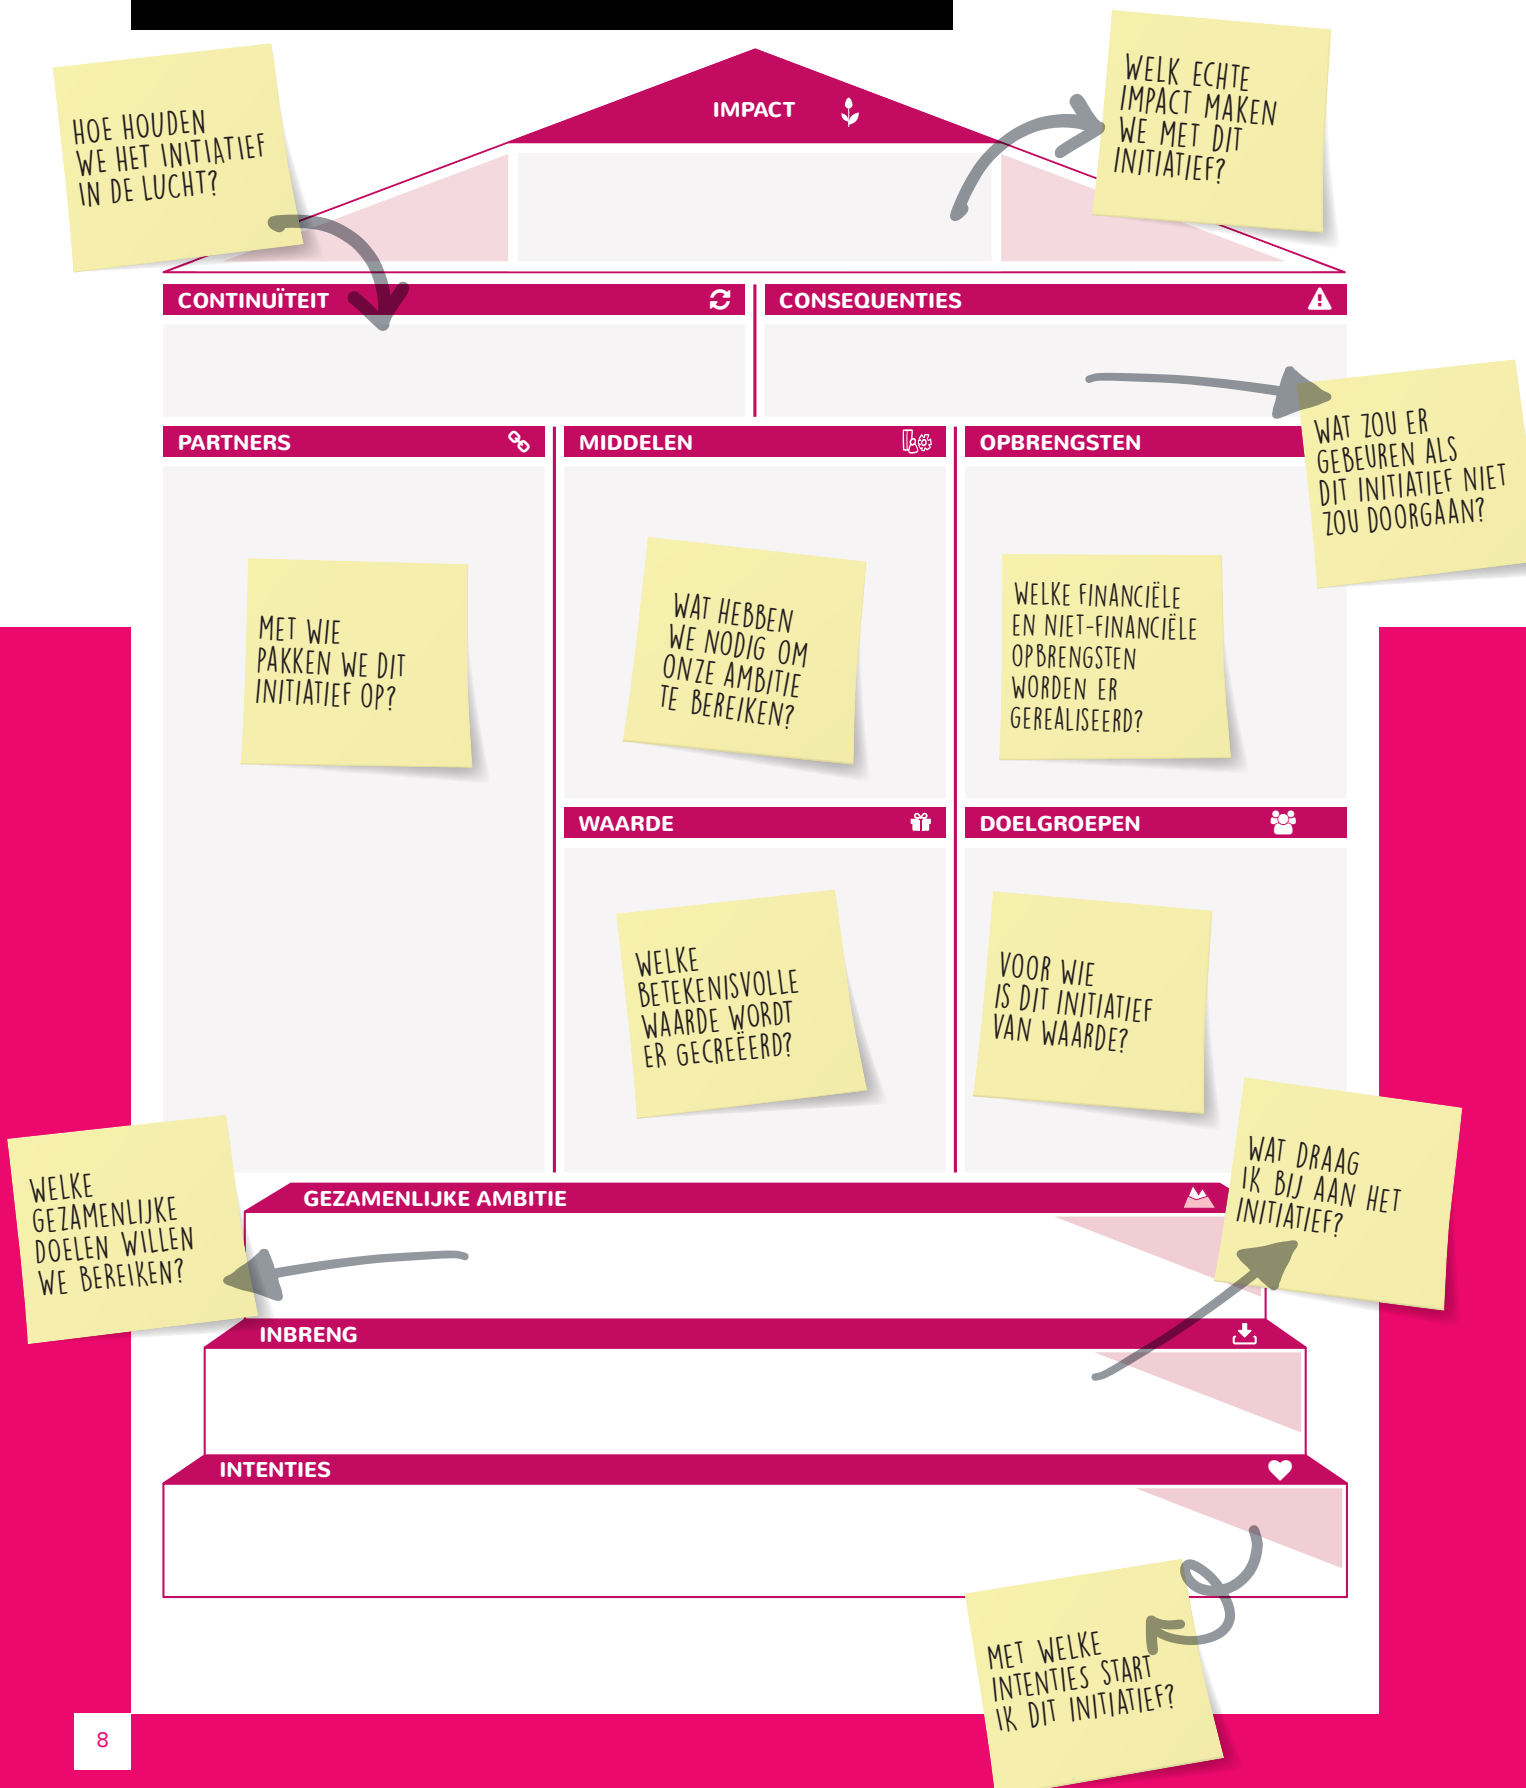 HOE HOUDEN
WE HET INITIATIEF
IN DE LUCHT?
IMPACT
WELK ECHTE
IMPACT MAKEN
WE MET DIT
INITIATIEF?
CONTINUÏTEIT
CONSEQUENTIES
WAT ZOU ER
GEBEUREN ALS
DIT INITIATIEF NIET
ZOU DOORGAAN?
PARTNERS
MIDDELEN
OPBRENGSTEN
MET WIE
PAKKEN WE DIT
INITIATIEF OP?
WAT HEBBEN
WE NODIG OM
ONZE AMBITIE
TE BEREIKEN?
WELKE FINANCIËLE
EN NIET-FINANCIËLE
OPBRENGSTEN
WORDEN ER
GEREALISEERD?
WAARDE
DOELGROEPEN
WELKE
BETEKENISVOLLE
WAARDE WORDT
ER GECREËERD?
VOOR WIE
IS DIT INITIATIEF
VAN WAARDE?
WELKE
GEZAMENLIJKE
DOELEN WILLEN
WE BEREIKEN?
GEZAMENLIJKE AMBITIE
WAT DRAAG
IK BIJ AAN HET
INITIATIEF?
INBRENG
INTENTIES
MET WELKE
INTENTIES START
IK DIT INITIATIEF?
8